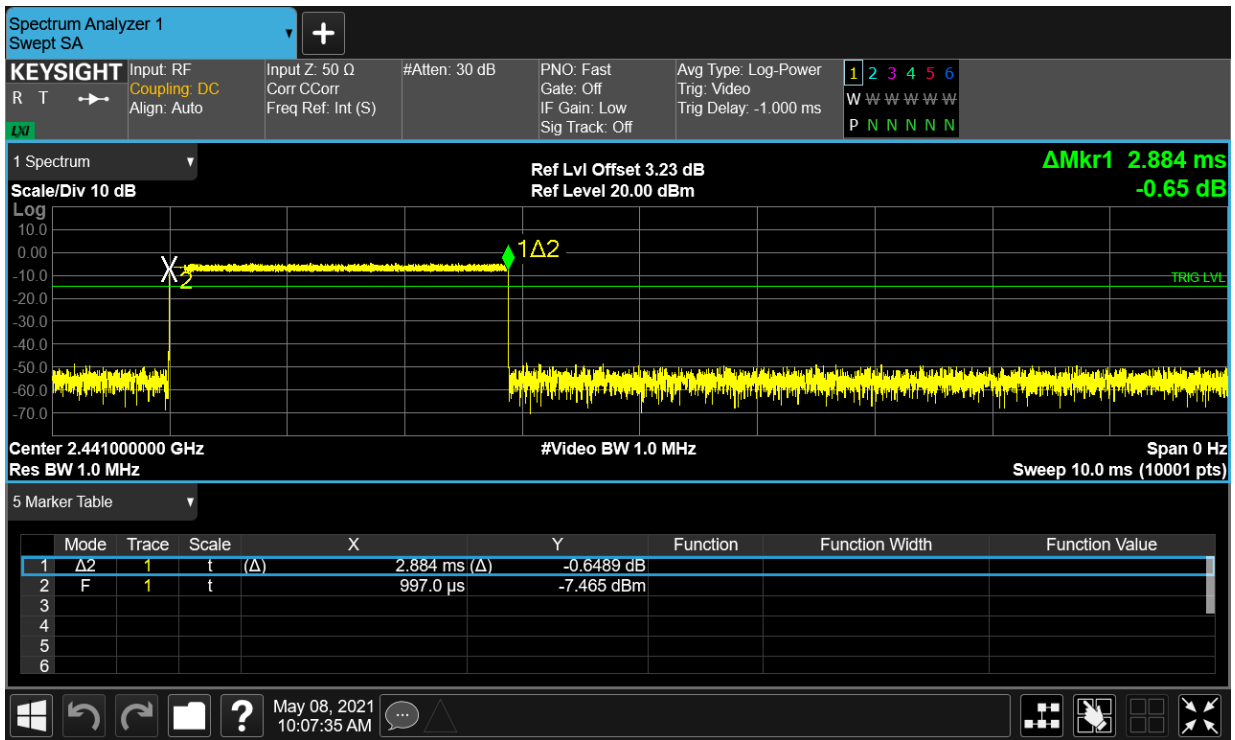 Spectrum Analyzer 1
Swept SA
KEYSIGHT
R T
LXI
Input: RF
Coupling: DC
Align: Auto
Input Z: 50 Ω
Corr CCorr
Freq Ref: Int (S)
#Atten: 30 dB
PNO: Fast
Gate: Off
IF Gain: Low
Sig Track: Off
Avg Type: Log-Power
Trig: Video
Trig Delay: -1.000 ms
1 2 3 4 5 6
W W W W W W
P N N N N N
1 Spectrum
Scale/Div 10 dB
Ref Lvl Offset 3.23 dB
Ref Level 20.00 dBm
ΔMkr1 2.884 ms
-0.65 dB
Log
10.0
0.00
-10.0
-20.0
-30.0
-40.0
-50.0
-60.0
-70.0
1Δ2
2
TRIG LVL
Center 2.441000000 GHz
#Video BW 1.0 MHz
Span 0 Hz
Res BW 1.0 MHz
Sweep 10.0 ms (10001 pts)
5 Marker Table
Mode Trace Scale X Y Function Function Width Function Value
1 Δ2 1 t (Δ) 2.884 ms (Δ) -0.6489 dB
2 F 1 t 997.0 µs -7.465 dBm
3
4
5
6
?
May 08, 2021
10:07:35 AM